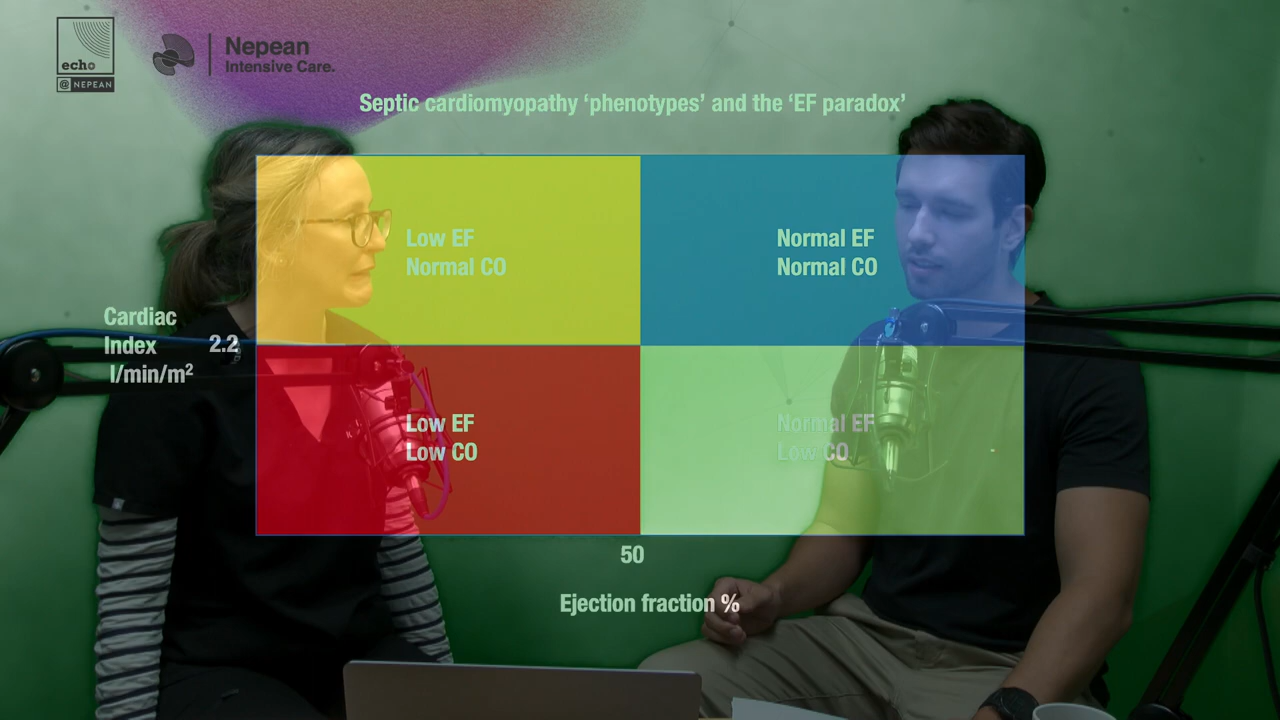 echo
@ NEPEAN
Nepean
Intensive Care.
Septic cardiomyopathy ‘phenotypes’ and the ‘EF paradox’
Low EF
Normal CO
Normal EF
Normal CO
Cardiac
Index 2.2
l/min/m²
Low EF
Low CO
Normal EF
Low CO
50
Ejection fraction %